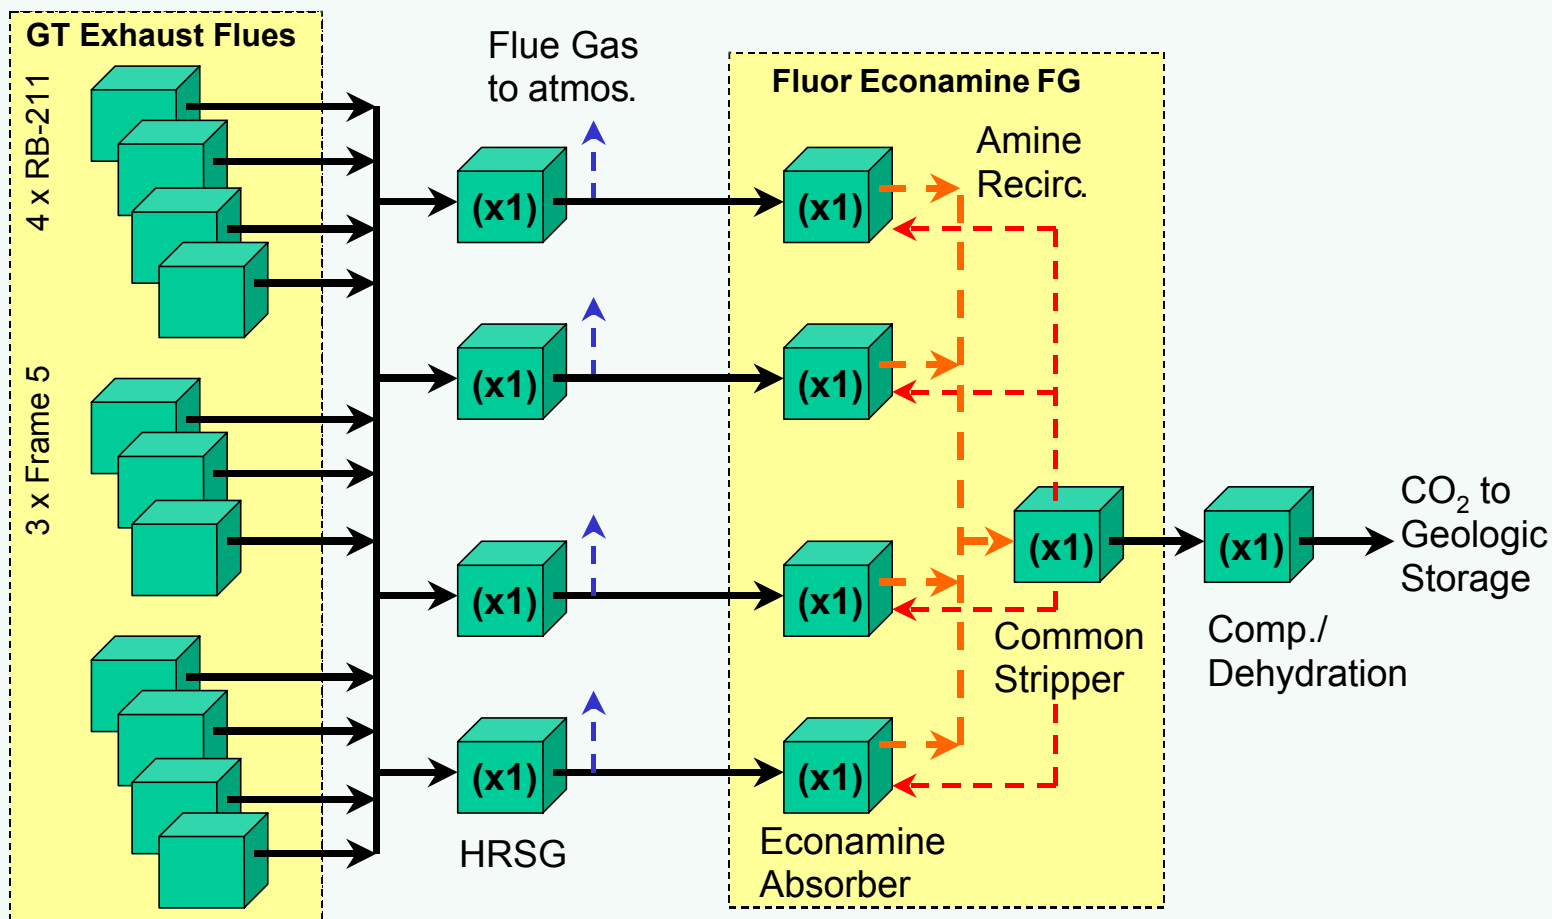 GT Exhaust Flues
4 x RB-211
3 x Frame 5
Flue Gas
to atmos.
(x1)
(x1)
(x1)
(x1)
HRSG
Fluor Econamine FG
Amine
Recirc.
(x1)
(x1)
(x1)
(x1)
Econamine
Absorber
(x1)
Common
Stripper
(x1)
Comp./
Dehydration
CO₂ to
Geologic
Storage